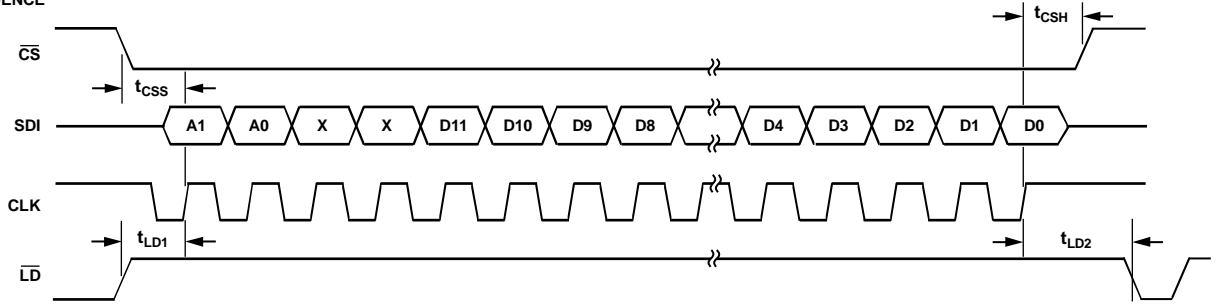 t_CSH
CS
t_CSS
SDI A1 A0 X X D11 D10 D9 D8 D4 D3 D2 D1 D0
CLK
t_LD1 t_LD2
LD